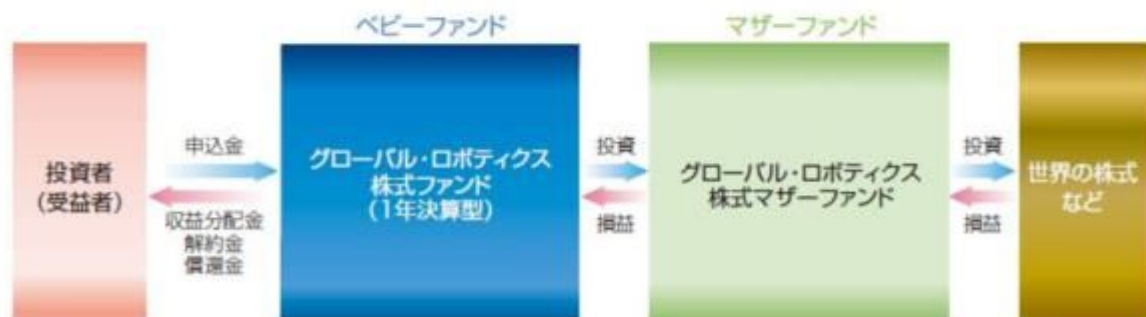 ベビーファンド
マザーファンド
投資者
（受益者）
申込金
収益分配金
解約金
償還金
グローバル・ロボティクス
株式ファンド
（1年決算型）
投資
損益
グローバル・ロボティクス
株式マザーファンド
投資
損益
世界の株式
など